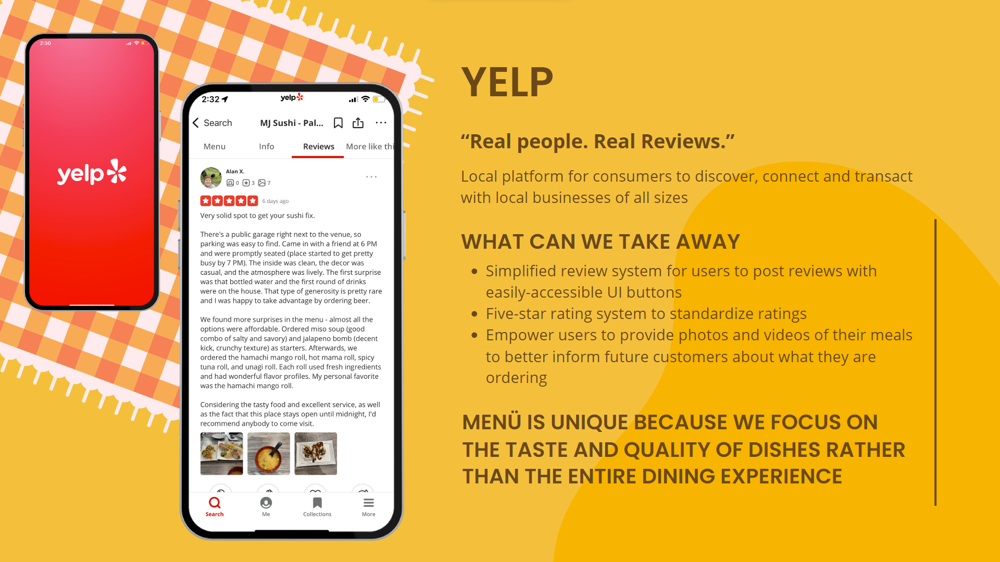 2:30
yelp
2:32
yelp
Search
MJ Sushi - Pal...
Menu
Info
Reviews
More like thi
Alan X.
0
3
7
6 days ago
Very solid spot to get your sushi fix.
There's a public garage right next to the venue, so
parking was easy to find. Came in with a friend at 6 PM
and were promptly seated (place started to get pretty
busy by 7 PM). The inside was clean, the decor was
casual, and the atmosphere was lively. The first surprise
was that bottled water and the first round of drinks
were on the house. That type of generosity is pretty rare
and I was happy to take advantage by ordering beer.
We found more surprises in the menu - almost all the
options were affordable. Ordered miso soup (good
combo of salty and savory) and jalapeno bomb (decent
kick, crunchy texture) as starters. Afterwards, we
ordered the hamachi mango roll, hot mama roll, spicy
tuna roll, and unagi roll. Each roll used fresh ingredients
and had wonderful flavor profiles. My personal favorite
was the hamachi mango roll.
Considering the tasty food and excellent service, as well
as the fact that this place stays open until midnight, I'd
recommend anybody to come visit.
Search
Me
Collections
More
YELP
“Real people. Real Reviews.”
Local platform for consumers to discover, connect and transact
with local businesses of all sizes
WHAT CAN WE TAKE AWAY
• Simplified review system for users to post reviews with
easily-accessible UI buttons
• Five-star rating system to standardize ratings
• Empower users to provide photos and videos of their meals
to better inform future customers about what they are
ordering
MENÜ IS UNIQUE BECAUSE WE FOCUS ON
THE TASTE AND QUALITY OF DISHES RATHER
THAN THE ENTIRE DINING EXPERIENCE